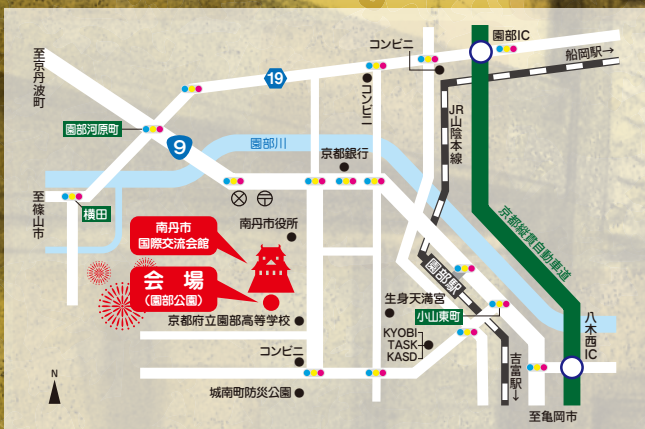 園部IC
船岡駅→
コンビニ
至京丹波町
19
コンビニ
園部河原町
9
園部川
京都銀行
JR山陰本線
至篠山市
横田
南丹市役所
南丹市
国際交流会館
会場
(園部公園)
京都縦貫自動車道
園部駅
生身天満宮
小山東町
京都府立園部高等学校
KYOBI
TASK
KASD
八木西IC
コンビニ
吉富駅→
城南町防災公園
N
至亀岡市